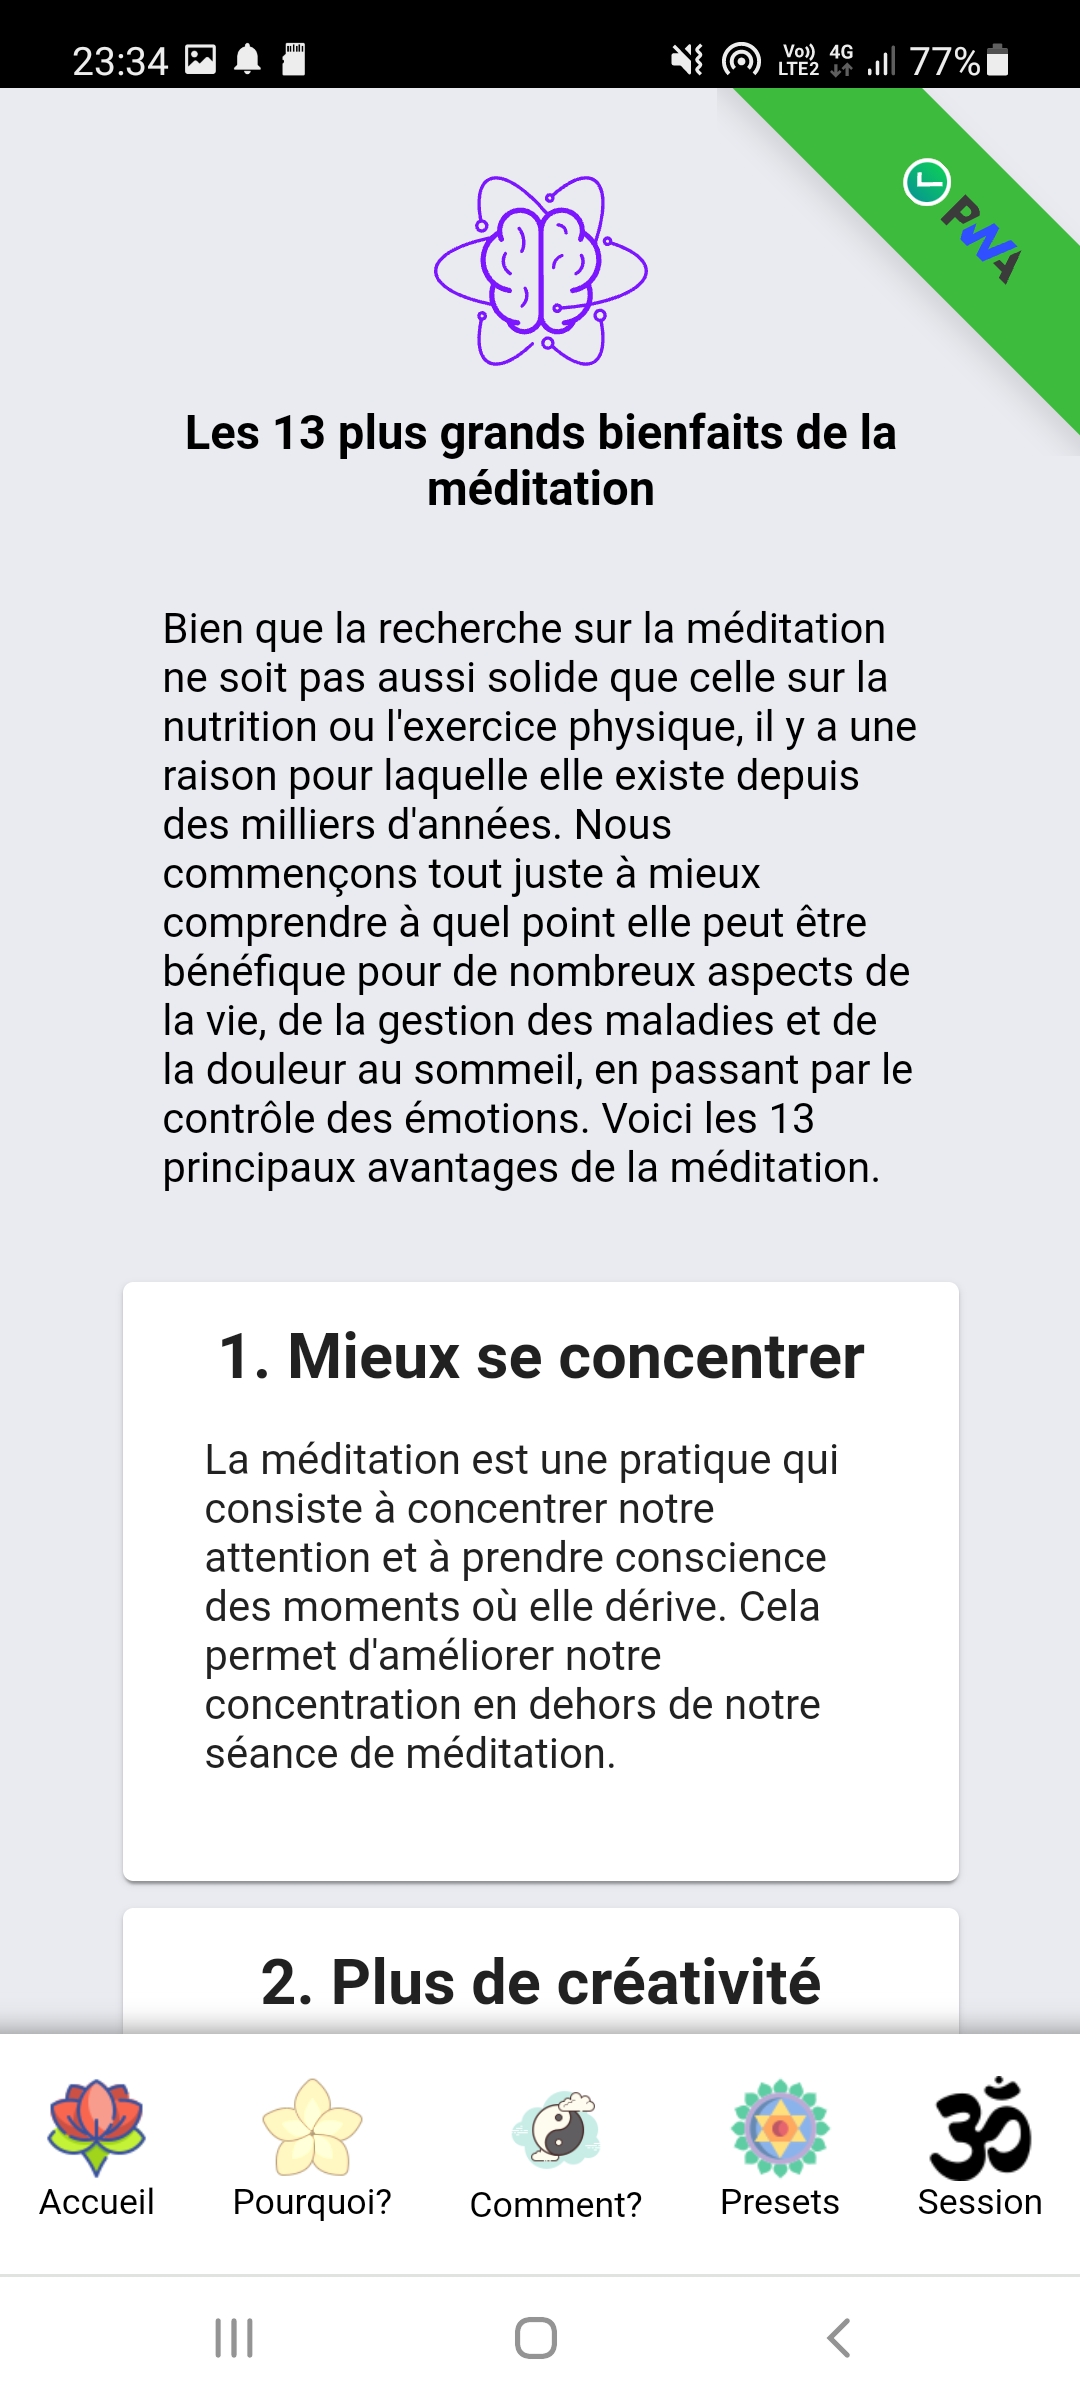 23:34
Vo)) LTE2 4G 77%
PWA
Les 13 plus grands bienfaits de la
méditation
Bien que la recherche sur la méditation
ne soit pas aussi solide que celle sur la
nutrition ou l'exercice physique, il y a une
raison pour laquelle elle existe depuis
des milliers d'années. Nous
commençons tout juste à mieux
comprendre à quel point elle peut être
bénéfique pour de nombreux aspects de
la vie, de la gestion des maladies et de
la douleur au sommeil, en passant par le
contrôle des émotions. Voici les 13
principaux avantages de la méditation.
1. Mieux se concentrer
La méditation est une pratique qui
consiste à concentrer notre
attention et à prendre conscience
des moments où elle dérive. Cela
permet d'améliorer notre
concentration en dehors de notre
séance de méditation.
2. Plus de créativité
Accueil
Pourquoi?
Comment?
Presets
Session